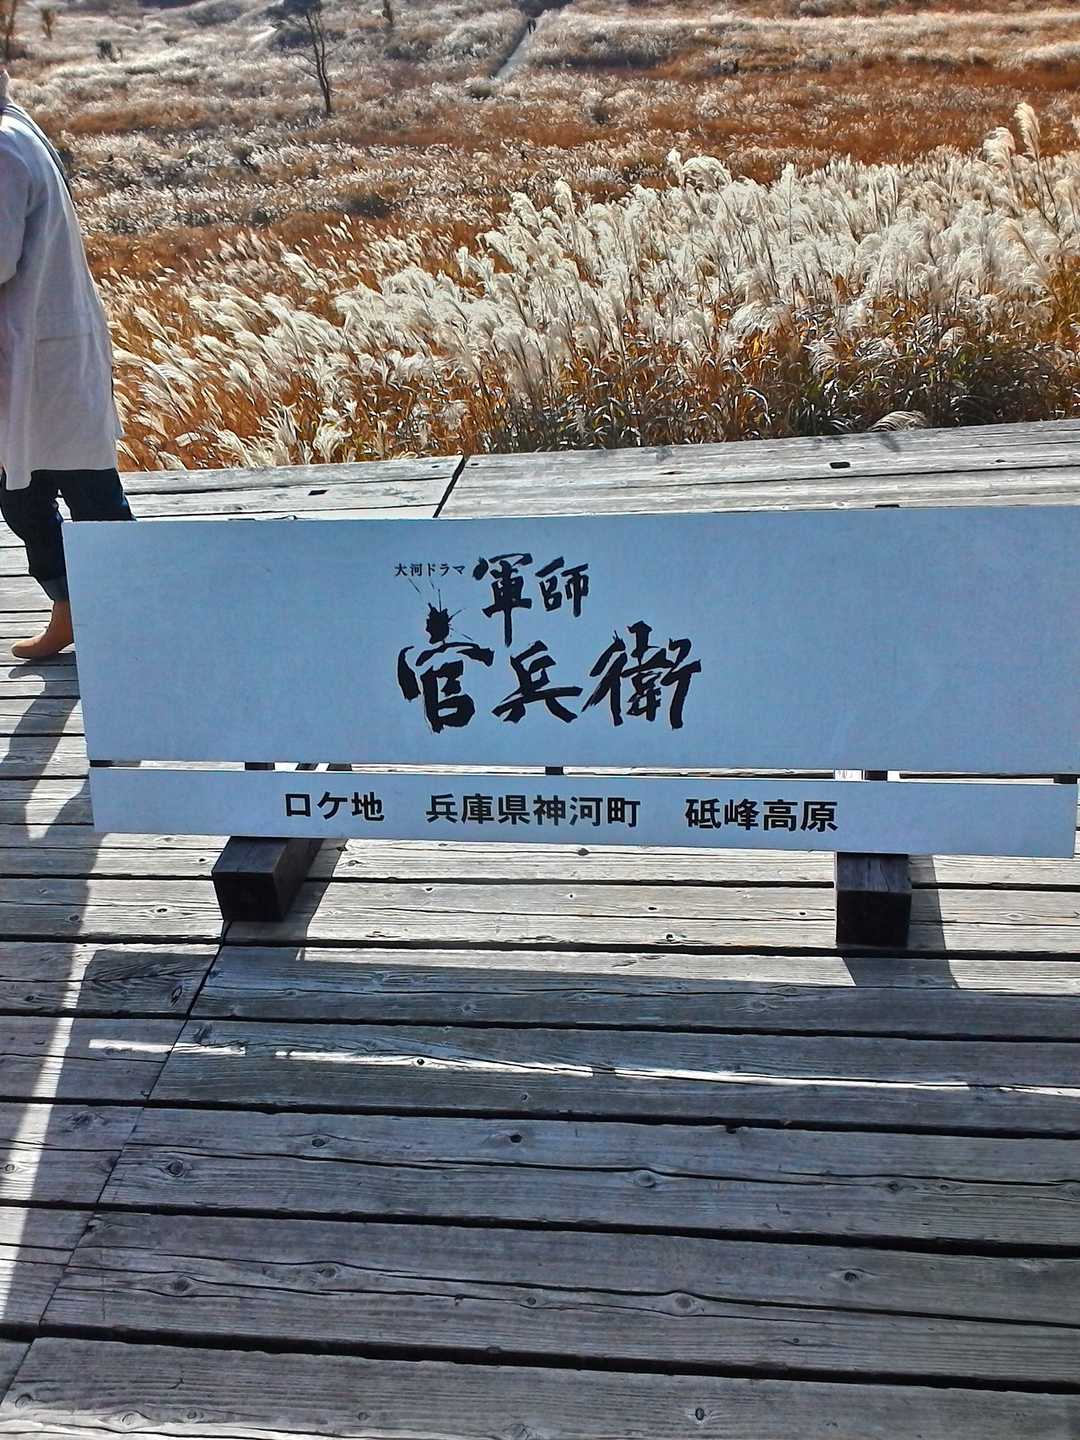 大河ドラマ 軍師
官兵衛
ロケ地 兵庫県神河町 砥峰高原